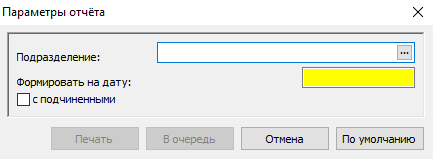 Параметры отчёта
Подразделение:
...
Формировать на дату:
с подчиненными
Печать В очередь Отмена По умолчанию